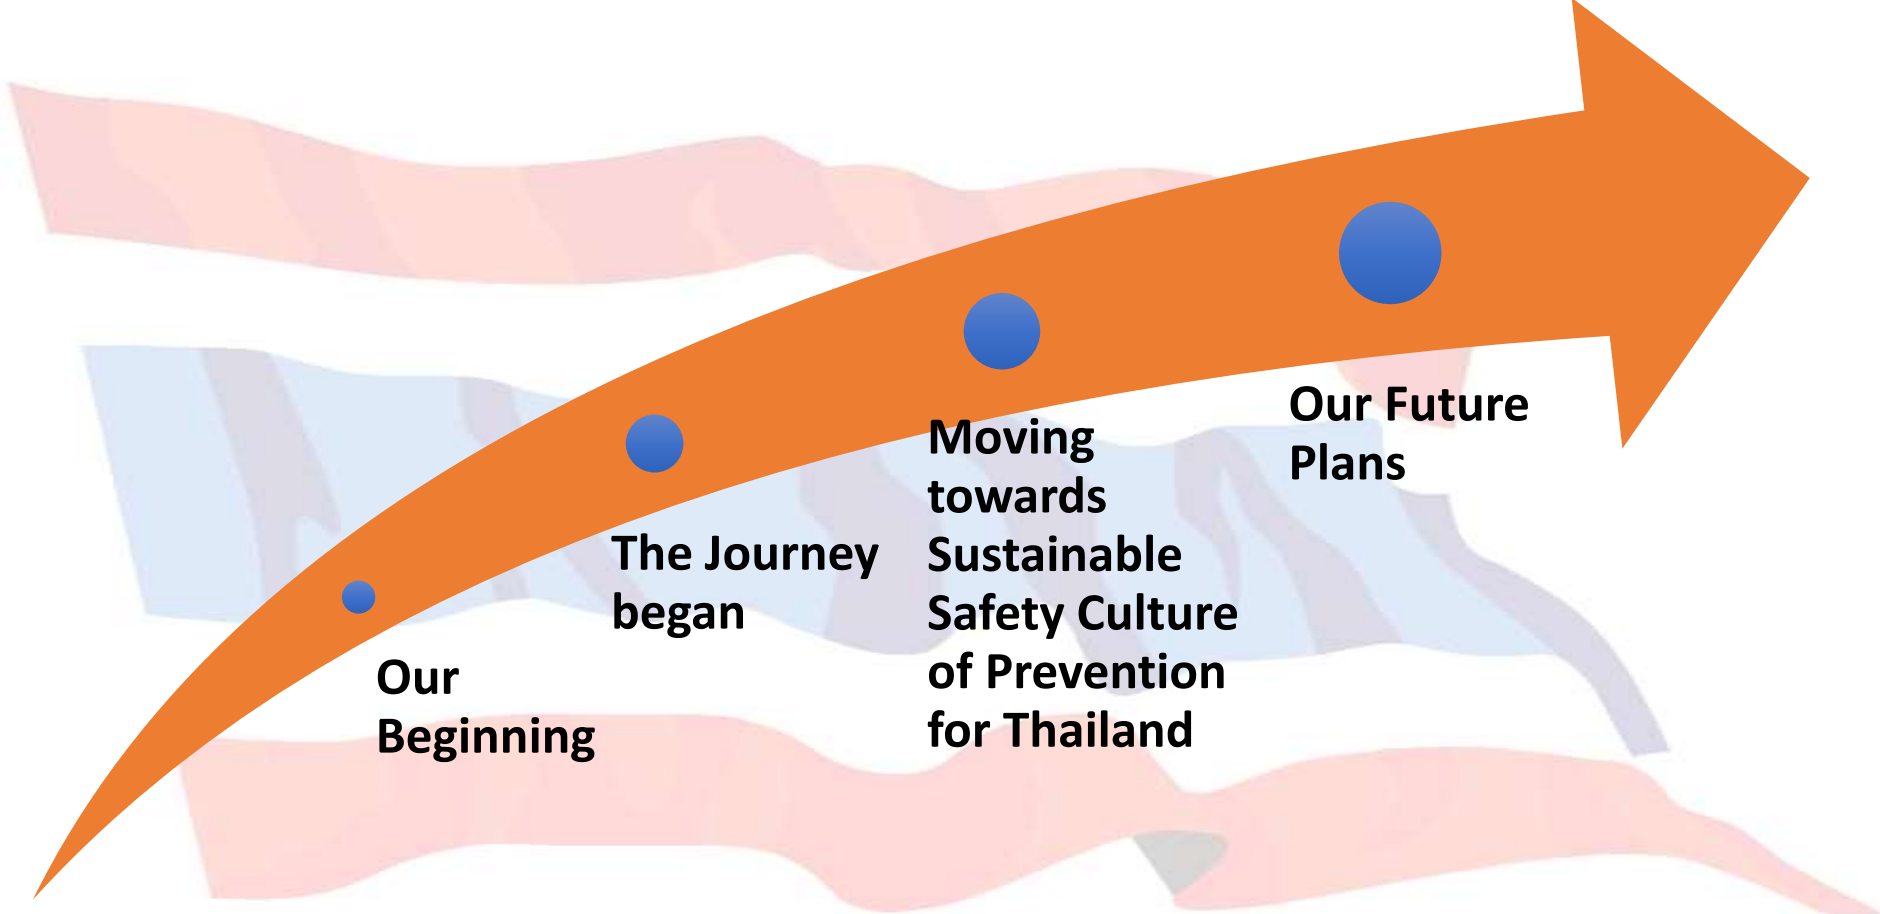 Our
Beginning
The Journey
began
Moving
towards
Sustainable
Safety Culture
of Prevention
for Thailand
Our Future
Plans